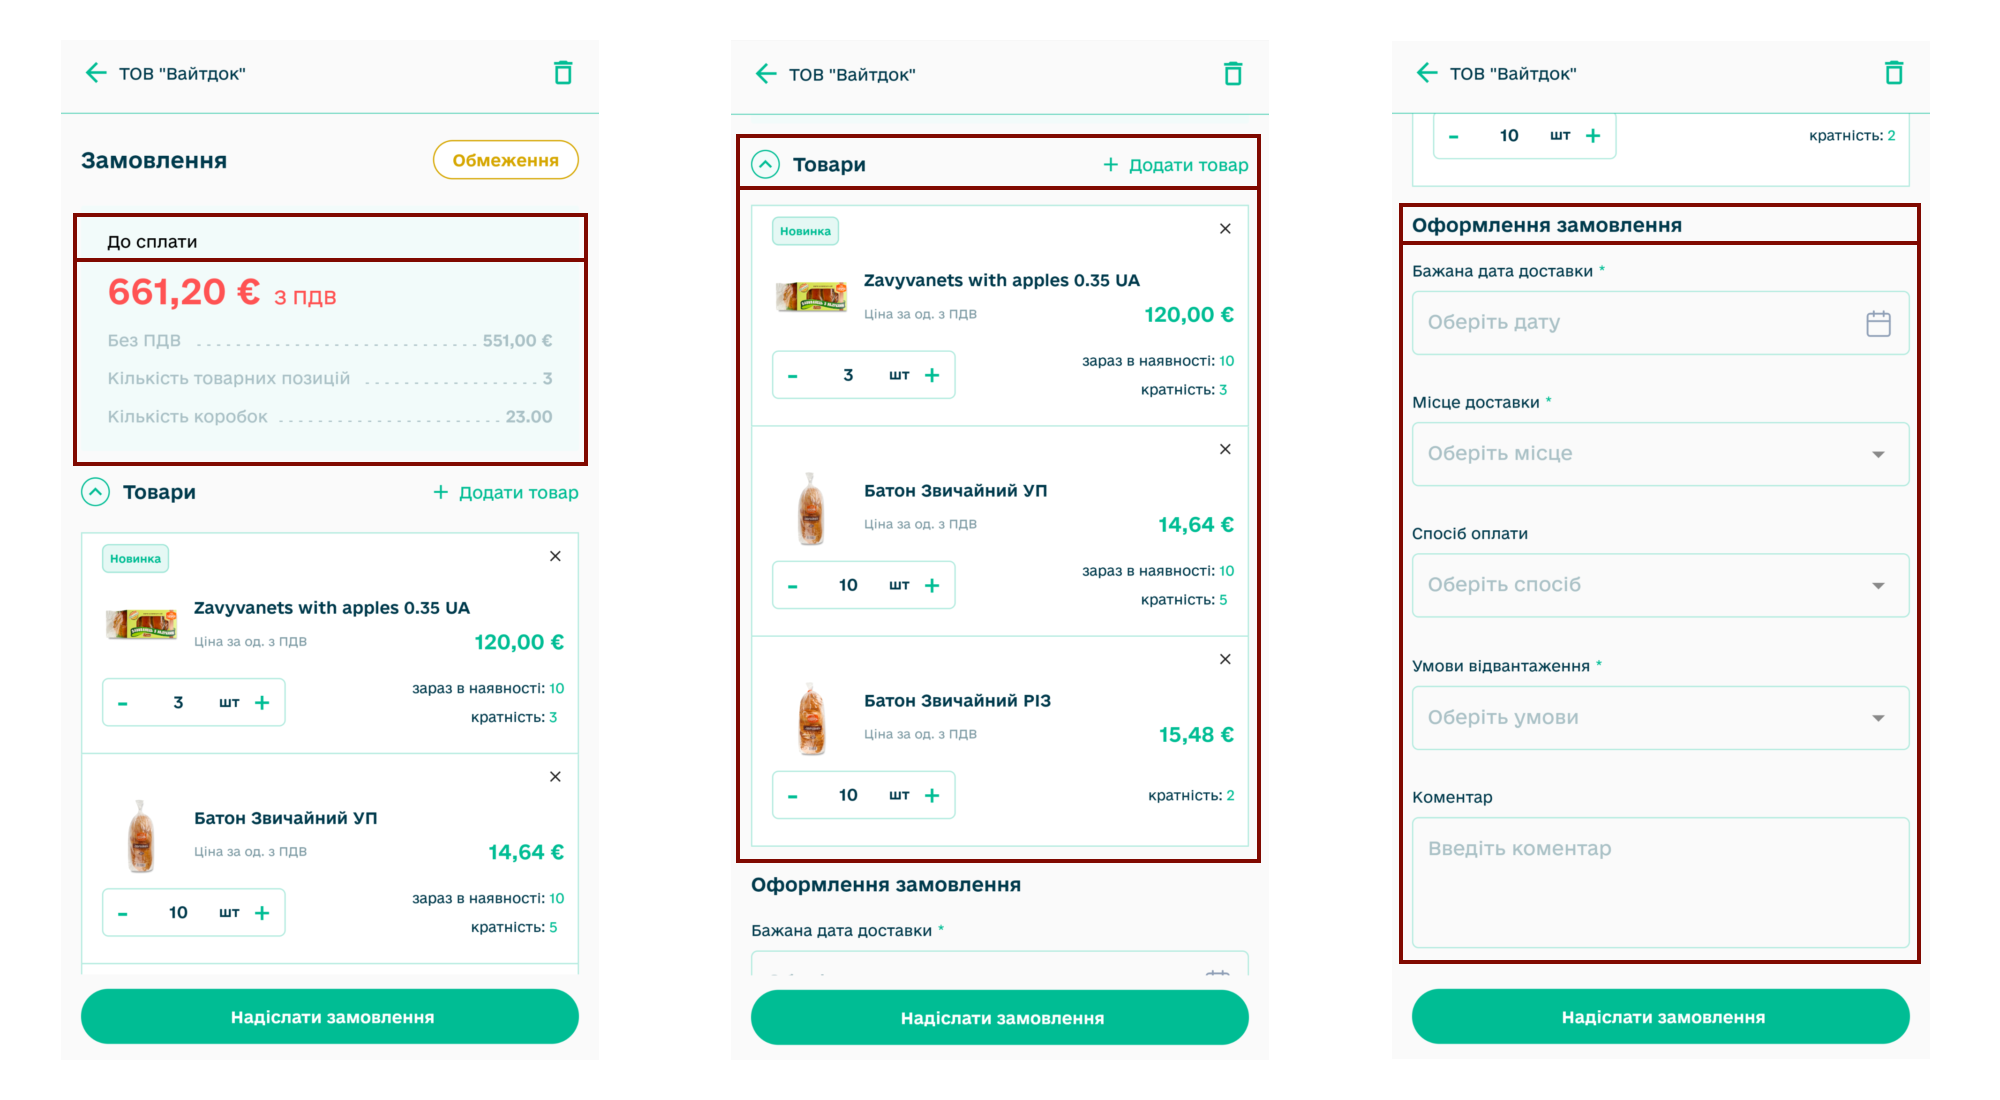 ТОВ "Вайтдок"
Замовлення
Обмеження
До сплати
661,20 € З ПДВ
Без ПДВ 551,00 €
Кількість товарних позицій 3
Кількість коробок 23.00
Товари
+ Додати товар
Новинка
Zavyvanets with apples 0.35 UA
Ціна за од. з ПДВ
120,00 €
- 3 шт +
зараз в наявності: 10
кратність: 3
Батон Звичайний УП
Ціна за од. з ПДВ
14,64 €
- 10 шт +
зараз в наявності: 10
кратність: 5
Надіслати замовлення
ТОВ "Вайтдок"
Товари
+ Додати товар
Новинка
Zavyvanets with apples 0.35 UA
Ціна за од. з ПДВ
120,00 €
- 3 шт +
зараз в наявності: 10
кратність: 3
Батон Звичайний УП
Ціна за од. з ПДВ
14,64 €
- 10 шт +
зараз в наявності: 10
кратність: 5
Батон Звичайний РІЗ
Ціна за од. з ПДВ
15,48 €
- 10 шт +
кратність: 2
Оформлення замовлення
Бажана дата доставки *
Надіслати замовлення
ТОВ "Вайтдок"
- 10 шт +
кратність: 2
Оформлення замовлення
Бажана дата доставки *
Оберіть дату
Місце доставки *
Оберіть місце
Спосіб оплати
Оберіть спосіб
Умови відвантаження *
Оберіть умови
Коментар
Введіть коментар
Надіслати замовлення